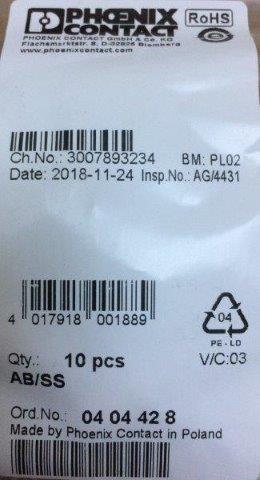 PHŒNIX
CONTACT
RoHS
PHOENIX CONTACT GmbH & Co. KG
Flachsmarktstr. 8, D-32825 Blomberg
www.phoenixcontact.com
Ch.No.: 3007893234 BM: PL02
Date: 2018-11-24 Insp.No.: AG/4431
4 017918 001889
04
PE-LD
Qty.: 10 pcs V/C:03
AB/SS
Ord.No.: 04 04 42 8
Made by Phoenix Contact in Poland